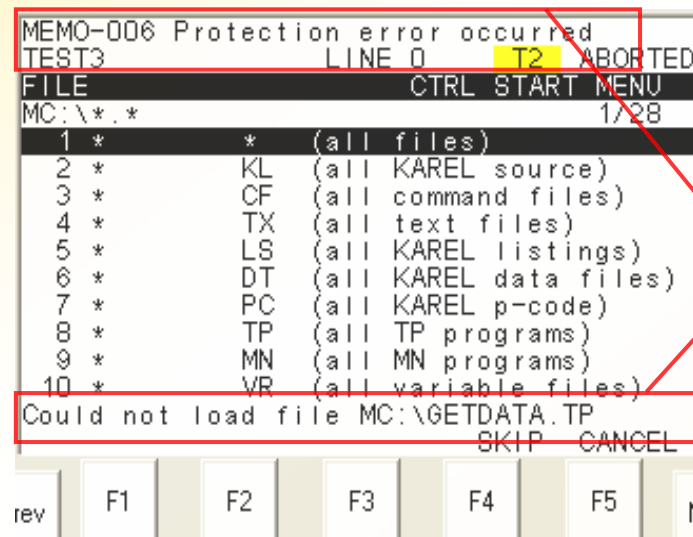 MEMO-006 Protection error occurred
TEST3 LINE 0 T2 ABORTED
FILE CTRL START MENU
MC:\*.* 1/28
1 * * (all files)
2 * KL (all KAREL source)
3 * CF (all command files)
4 * TX (all text files)
5 * LS (all KAREL listings)
6 * DT (all KAREL data files)
7 * PC (all KAREL p-code)
8 * TP (all TP programs)
9 * MN (all MN programs)
10 * VR (all variable files)
Could not load file MC:\GETDATA.TP
SKIP CANCEL
rev F1 F2 F3 F4 F5 N